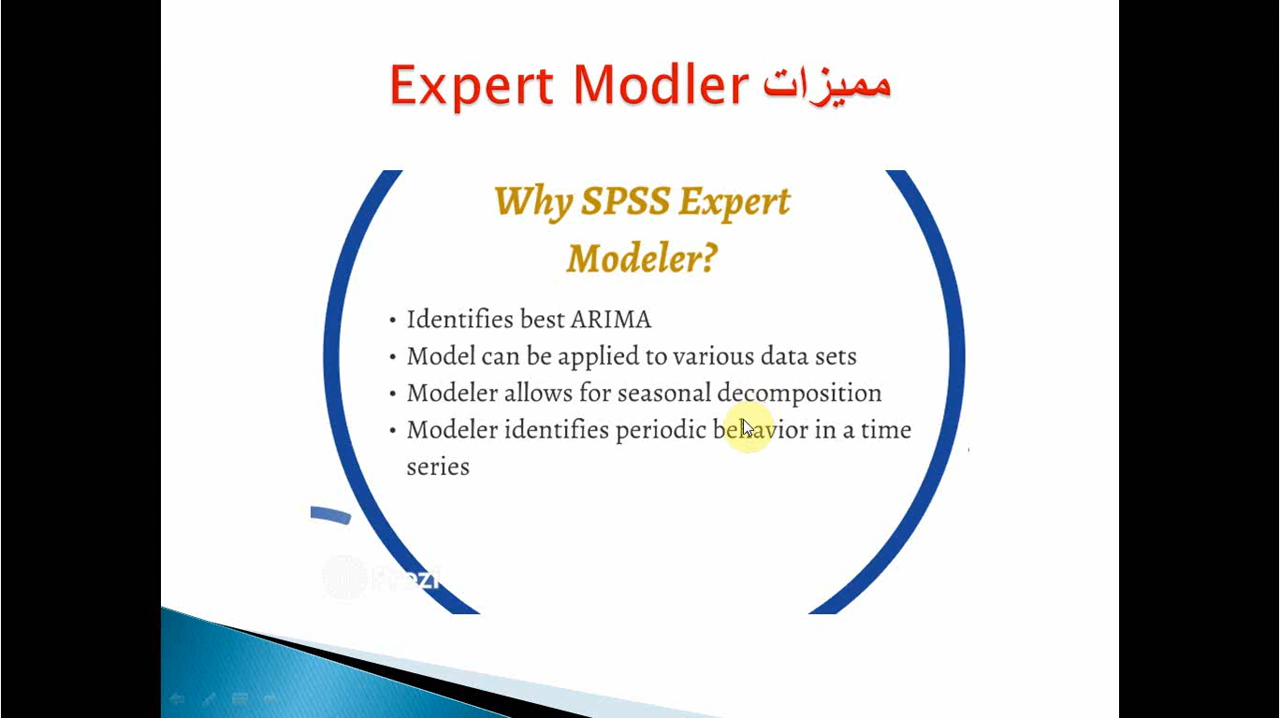 Expert Modler مميزات
Why SPSS Expert
Modeler?
• Identifies best ARIMA
• Model can be applied to various data sets
• Modeler allows for seasonal decomposition
• Modeler identifies periodic behavior in a time
series
Prezi